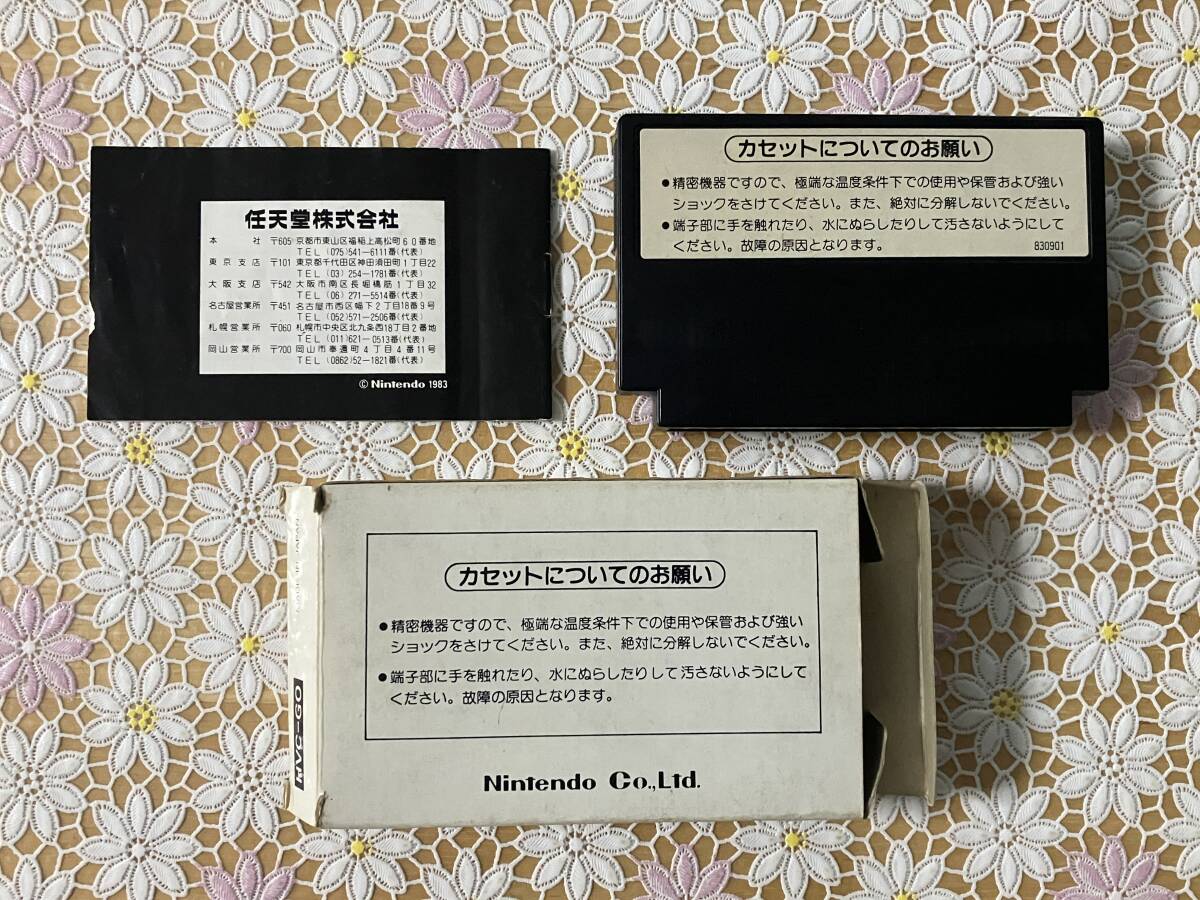 任天堂株式会社
本社 〒605 京都市東山区福稲上高松町60番地
TEL (075)541-6111番(代表)
東京支店 〒101 東京都千代田区神田須田町1丁目22
TEL (03) 254-1781番(代表)
大阪支店 〒542 大阪市南区長堀橋筋1丁目32
TEL (06) 271-5514番(代表)
名古屋営業所 〒451 名古屋市西区幅下2丁目18番9号
TEL (052)571-2506番(代表)
札幌営業所 〒060 札幌市中央区北九条西18丁目2番地
TEL (011)621-0513番(代表)
岡山営業所 〒700 岡山市奉還町4丁目4番11号
TEL (0862)52-1821番(代表)
© Nintendo 1983
カセットについてのお願い
●精密機器ですので、極端な温度条件下での使用や保管および強い
ショックをさけてください。また、絶対に分解しないでください。
●端子部に手を触れたり、水にぬらしたりして汚さないようにして
ください。故障の原因となります。
830901
カセットについてのお願い
●精密機器ですので、極端な温度条件下での使用や保管および強い
ショックをさけてください。また、絶対に分解しないでください。
●端子部に手を触れたり、水にぬらしたりして汚さないようにして
ください。故障の原因となります。
Nintendo Co.,Ltd.
HVC-GO